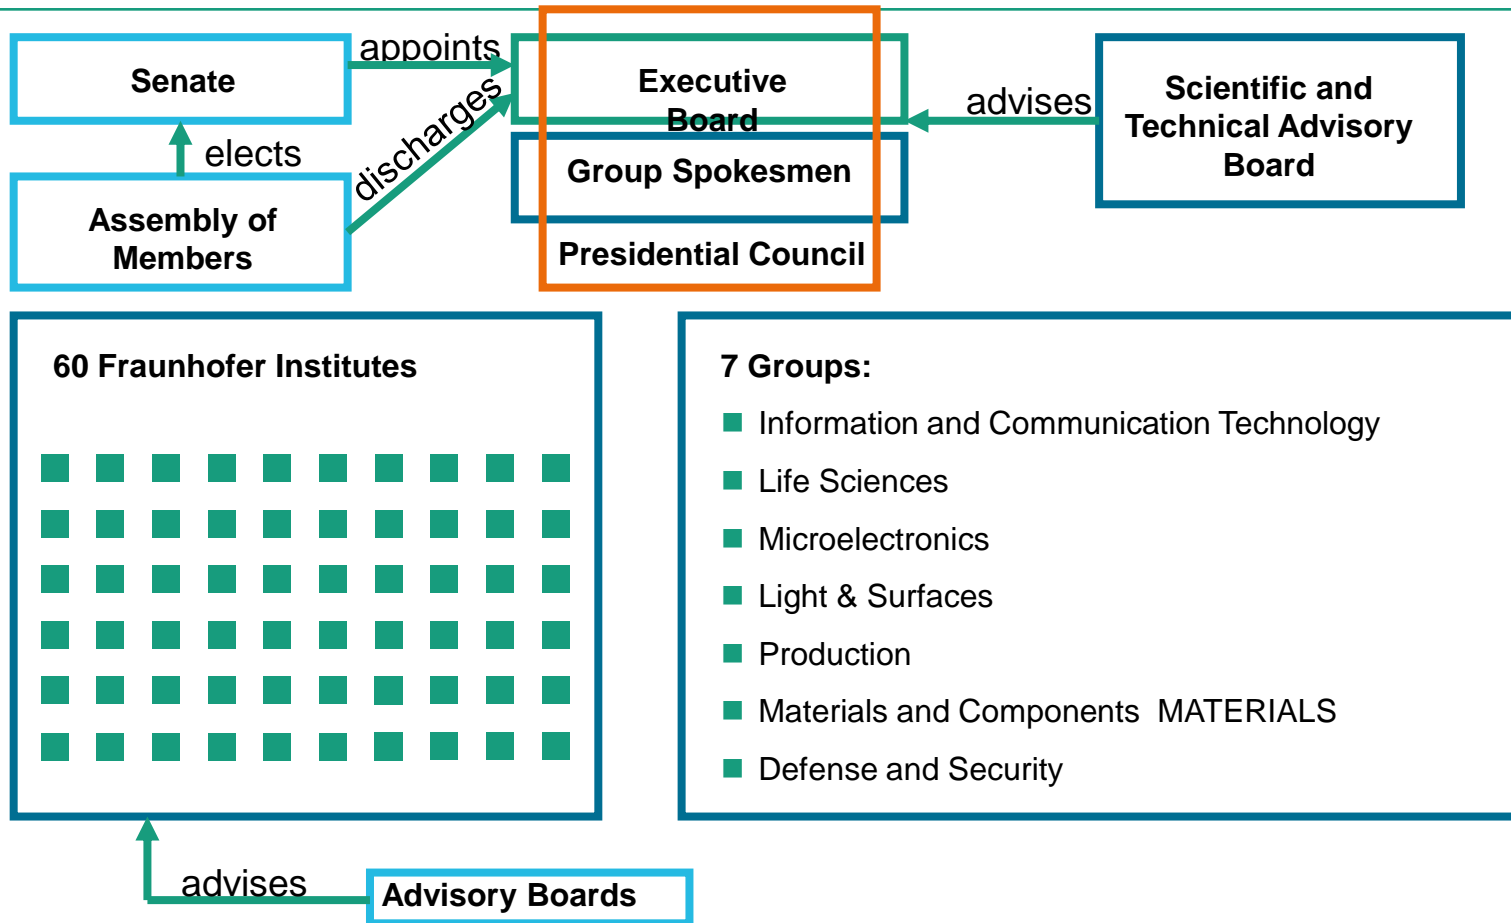 Senate
appoints
Executive
Board
advises
Scientific and
Technical Advisory
Board
elects
discharges
Group Spokesmen
Assembly of
Members
Presidential Council
60 Fraunhofer Institutes
7 Groups:
Information and Communication Technology
Life Sciences
Microelectronics
Light & Surfaces
Production
Materials and Components MATERIALS
Defense and Security
advises
Advisory Boards